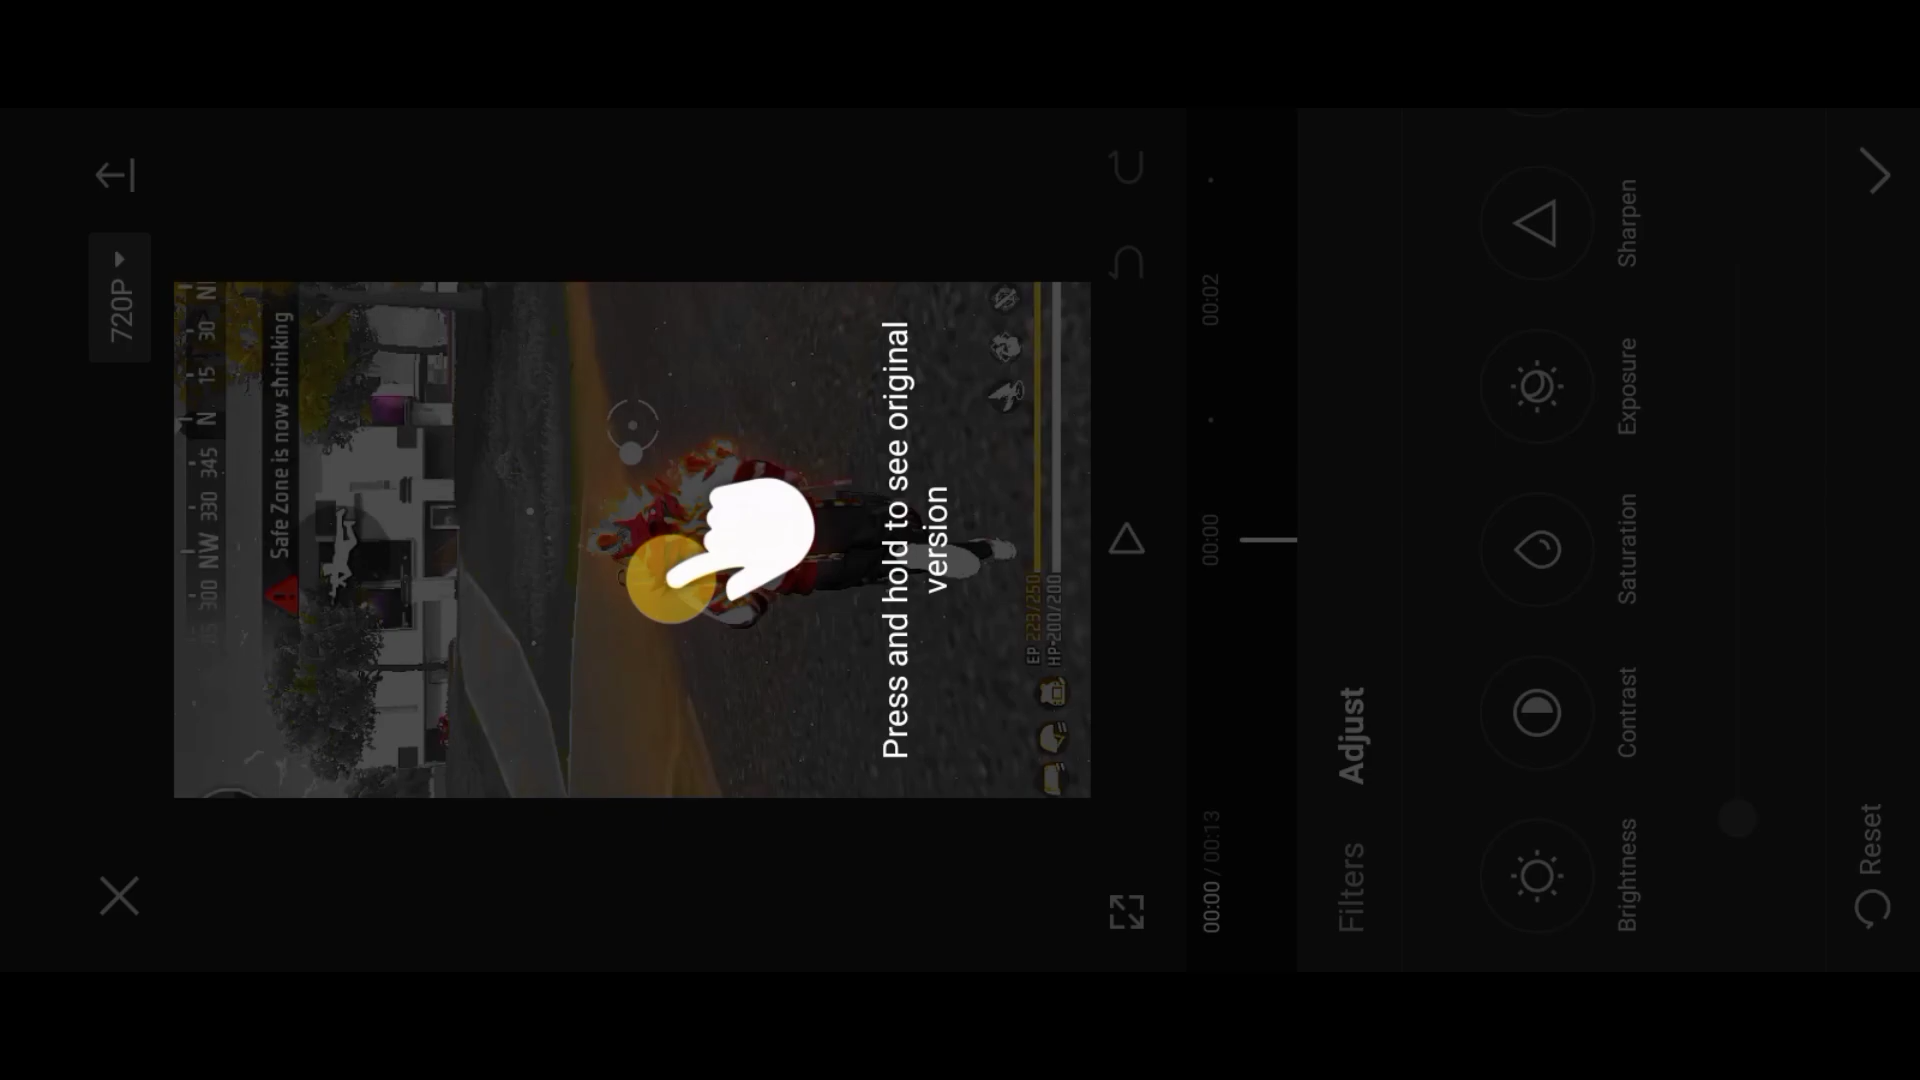 720P
300 NW 330 345 N 15 30 N
Safe Zone is now shrinking
Press and hold to see original
version
EP 223/250
HP·200/200
00:00 / 00:13
00:00
00:02
Filters
Adjust
Brightness
Contrast
Saturation
Exposure
Sharpen
Reset